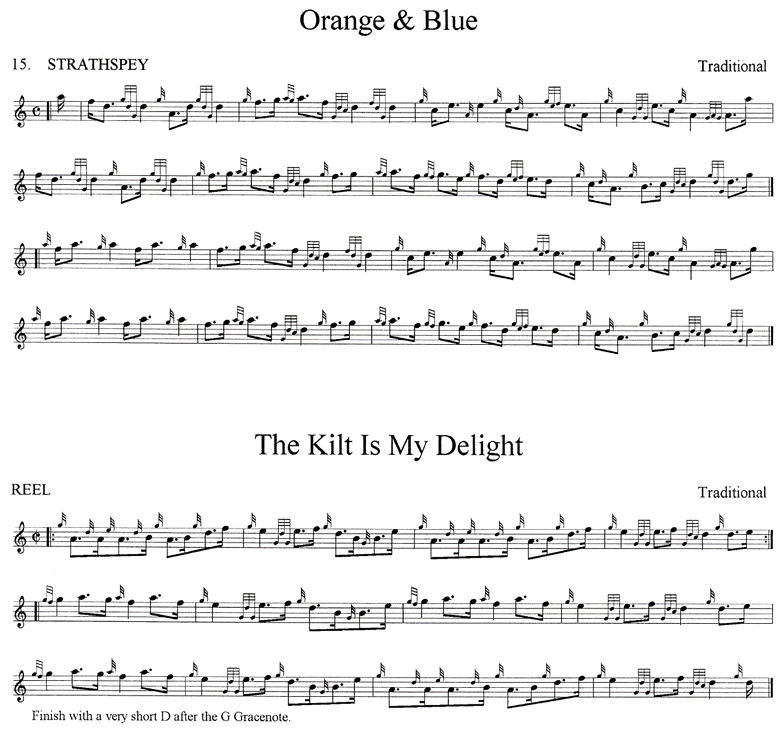 Orange & Blue
15. STRATHSPEY Traditional
The Kilt Is My Delight
REEL Traditional
Finish with a very short D after the G Gracenote.